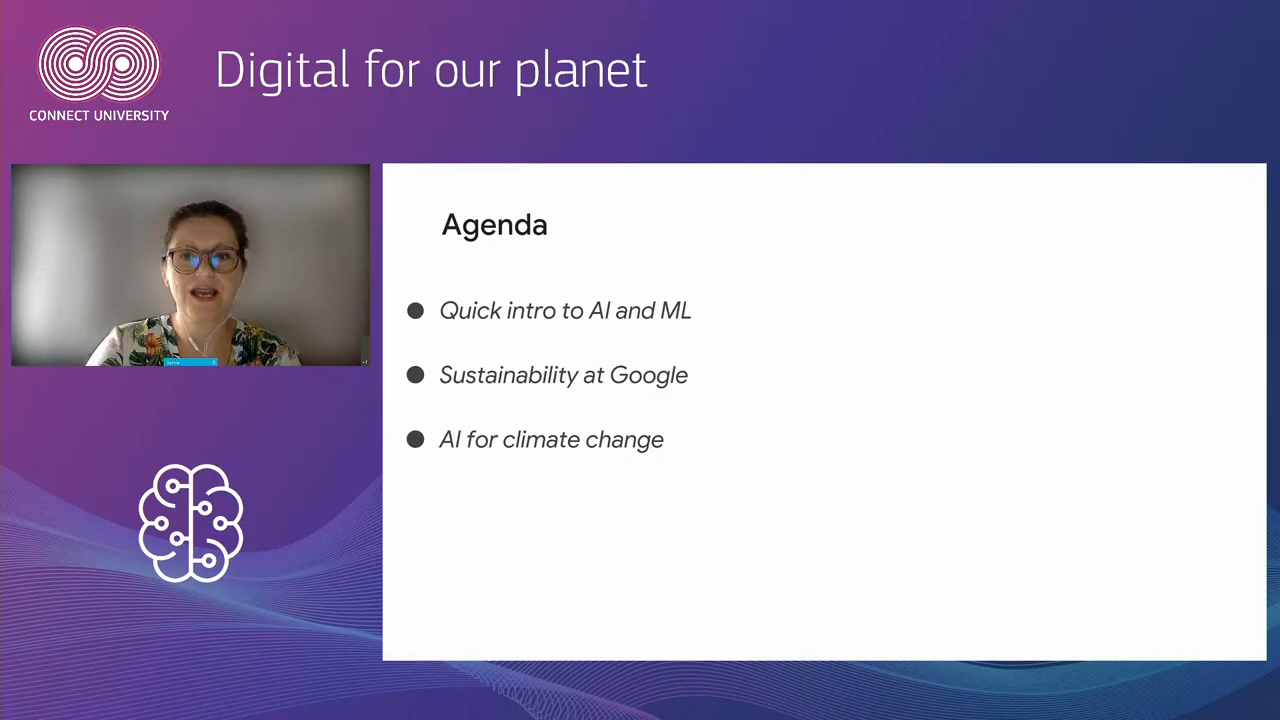 Digital for our planet
CONNECT UNIVERSITY
Agenda
● Quick intro to AI and ML
● Sustainability at Google
● AI for climate change